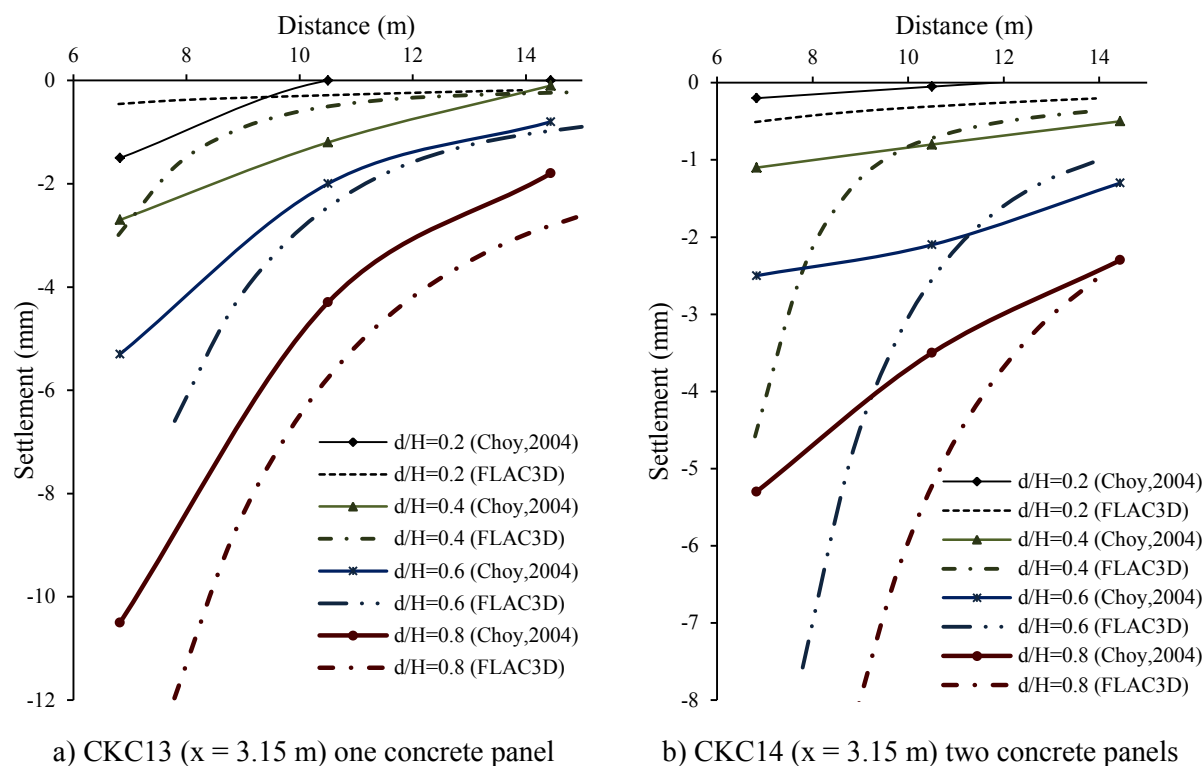 Distance (m)
6 8 10 12 14
0
-2
-4
-6
-8
-10
-12
Settlement (mm)
d/H=0.2 (Choy,2004)
d/H=0.2 (FLAC3D)
d/H=0.4 (Choy,2004)
d/H=0.4 (FLAC3D)
d/H=0.6 (Choy,2004)
d/H=0.6 (FLAC3D)
d/H=0.8 (Choy,2004)
d/H=0.8 (FLAC3D)
a) CKC13 (x = 3.15 m) one concrete panel
Distance (m)
6 8 10 12 14
0
-1
-2
-3
-4
-5
-6
-7
-8
Settlement (mm)
d/H=0.2 (Choy,2004)
d/H=0.2 (FLAC3D)
d/H=0.4 (Choy,2004)
d/H=0.4 (FLAC3D)
d/H=0.6 (Choy,2004)
d/H=0.6 (FLAC3D)
d/H=0.8 (Choy,2004)
d/H=0.8 (FLAC3D)
b) CKC14 (x = 3.15 m) two concrete panels